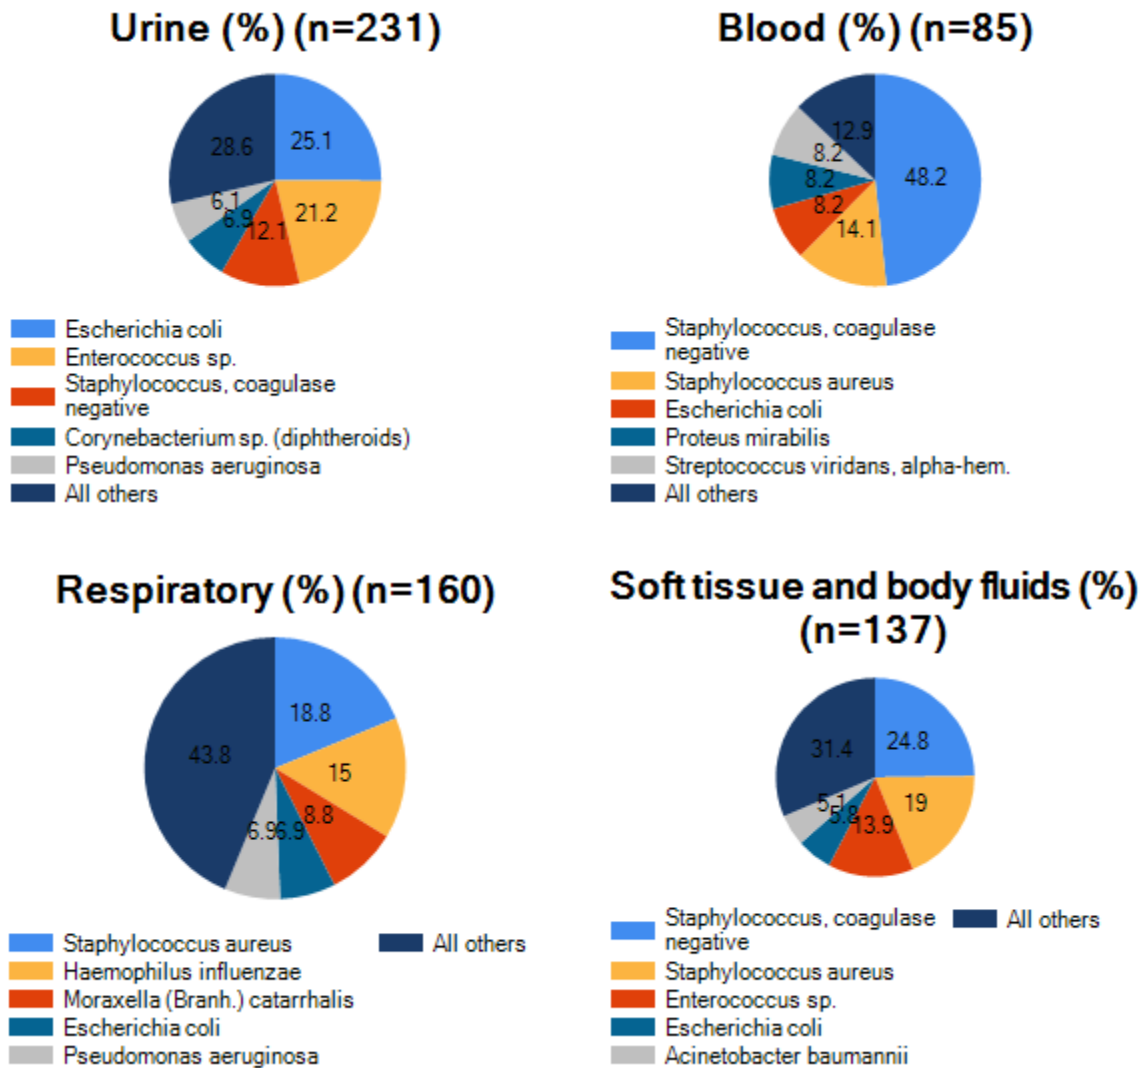 Urine (%) (n=231)
28.6
25.1
6.1
6.9
12.1
21.2
Escherichia coli
Enterococcus sp.
Staphylococcus, coagulase
negative
Corynebacterium sp. (diphtheroids)
Pseudomonas aeruginosa
All others
Blood (%) (n=85)
12.9
8.2
8.2
8.2
14.1
48.2
Staphylococcus, coagulase
negative
Staphylococcus aureus
Escherichia coli
Proteus mirabilis
Streptococcus viridans, alpha-hem.
All others
Respiratory (%) (n=160)
18.8
43.8
15
8.8
6.9
6.9
Staphylococcus aureus
Haemophilus influenzae
Moraxella (Branh.) catarrhalis
Escherichia coli
Pseudomonas aeruginosa
All others
Soft tissue and body fluids (%)
(n=137)
31.4
24.8
5.1
5.8
13.9
19
Staphylococcus, coagulase
negative
Staphylococcus aureus
Enterococcus sp.
Escherichia coli
Acinetobacter baumannii
All others